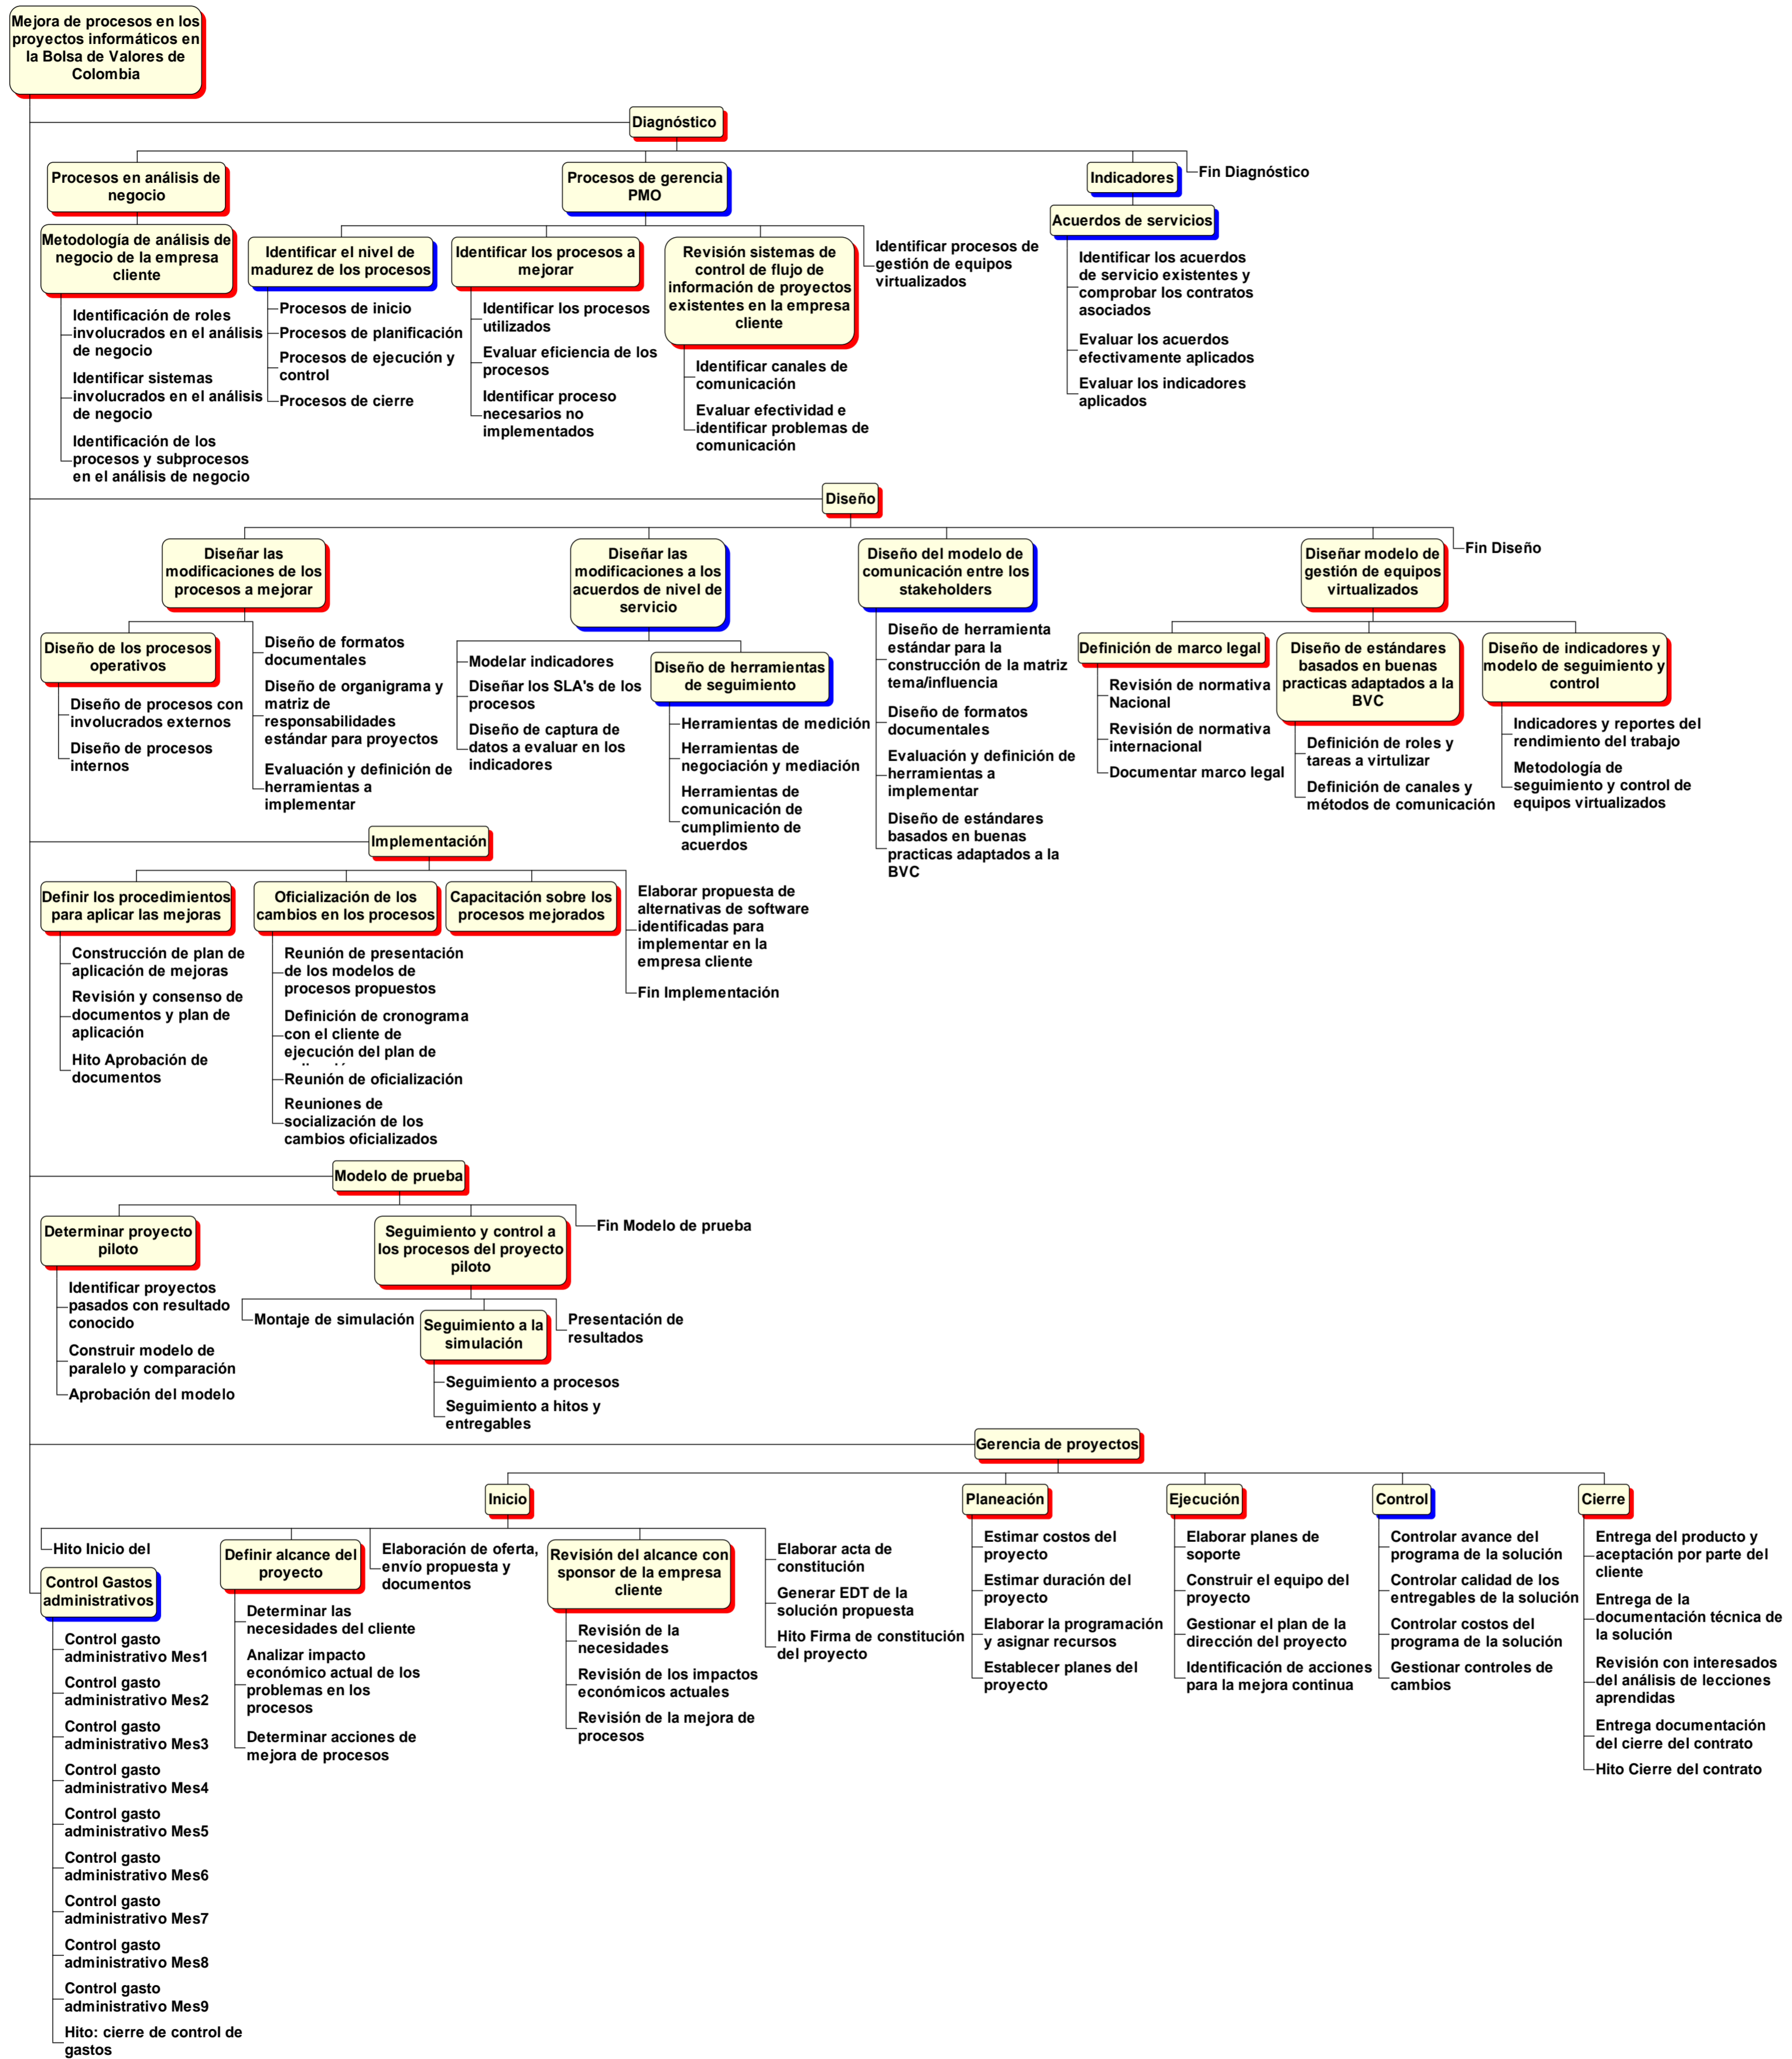 Mejora de procesos en los
proyectos informáticos en
la Bolsa de Valores de
Colombia
Diagnóstico
Procesos en análisis de
negocio
Metodología de análisis de
negocio de la empresa
cliente
Identificación de roles
involucrados en el análisis
de negocio
Identificar sistemas
involucrados en el análisis
de negocio
Identificación de los
procesos y subprocesos
en el análisis de negocio
Procesos de gerencia
PMO
Identificar el nivel de
madurez de los procesos
Procesos de inicio
Procesos de planificación
Procesos de ejecución y
control
Procesos de cierre
Identificar los procesos a
mejorar
Identificar los procesos
utilizados
Evaluar eficiencia de los
procesos
Identificar proceso
necesarios no
implementados
Revisión sistemas de
control de flujo de
información de proyectos
existentes en la empresa
cliente
Identificar canales de
comunicación
Evaluar efectividad e
identificar problemas de
comunicación
Identificar procesos de
gestión de equipos
virtualizados
Indicadores
Acuerdos de servicios
Identificar los acuerdos
de servicio existentes y
comprobar los contratos
asociados
Evaluar los acuerdos
efectivamente aplicados
Evaluar los indicadores
aplicados
Fin Diagnóstico
Diseño
Diseñar las
modificaciones de los
procesos a mejorar
Diseño de los procesos
operativos
Diseño de procesos con
involucrados externos
Diseño de procesos
internos
Diseño de formatos
documentales
Diseño de organigrama y
matriz de
responsabilidades
estándar para proyectos
Evaluación y definición de
herramientas a
implementar
Diseñar las
modificaciones a los
acuerdos de nivel de
servicio
Modelar indicadores
Diseñar los SLA's de los
procesos
Diseño de captura de
datos a evaluar en los
indicadores
Diseño de herramientas
de seguimiento
Herramientas de medición
Herramientas de
negociación y mediación
Herramientas de
comunicación de
cumplimiento de
acuerdos
Diseño del modelo de
comunicación entre los
stakeholders
Diseño de herramienta
estándar para la
construcción de la matriz
tema/influencia
Diseño de formatos
documentales
Evaluación y definición de
herramientas a
implementar
Diseño de estándares
basados en buenas
practicas adaptados a la
BVC
Diseñar modelo de
gestión de equipos
virtualizados
Definición de marco legal
Revisión de normativa
Nacional
Revisión de normativa
internacional
Documentar marco legal
Diseño de estándares
basados en buenas
practicas adaptados a la
BVC
Definición de roles y
tareas a virtulizar
Definición de canales y
métodos de comunicación
Diseño de indicadores y
modelo de seguimiento y
control
Indicadores y reportes del
rendimiento del trabajo
Metodología de
seguimiento y control de
equipos virtualizados
Fin Diseño
Implementación
Definir los procedimientos
para aplicar las mejoras
Construcción de plan de
aplicación de mejoras
Revisión y consenso de
documentos y plan de
aplicación
Hito Aprobación de
documentos
Oficialización de los
cambios en los procesos
Reunión de presentación
de los modelos de
procesos propuestos
Definición de cronograma
con el cliente de
ejecución del plan de
Reunión de oficialización
Reuniones de
socialización de los
cambios oficializados
Capacitación sobre los
procesos mejorados
Elaborar propuesta de
alternativas de software
identificadas para
implementar en la
empresa cliente
Fin Implementación
Modelo de prueba
Determinar proyecto
piloto
Identificar proyectos
pasados con resultado
conocido
Construir modelo de
paralelo y comparación
Aprobación del modelo
Seguimiento y control a
los procesos del proyecto
piloto
Montaje de simulación
Seguimiento a la
simulación
Seguimiento a procesos
Seguimiento a hitos y
entregables
Presentación de
resultados
Fin Modelo de prueba
Gerencia de proyectos
Inicio
Hito Inicio del
Definir alcance del
proyecto
Determinar las
necesidades del cliente
Analizar impacto
económico actual de los
problemas en los
procesos
Determinar acciones de
mejora de procesos
Elaboración de oferta,
envío propuesta y
documentos
Revisión del alcance con
sponsor de la empresa
cliente
Revisión de la
necesidades
Revisión de los impactos
económicos actuales
Revisión de la mejora de
procesos
Elaborar acta de
constitución
Generar EDT de la
solución propuesta
Hito Firma de constitución
del proyecto
Planeación
Estimar costos del
proyecto
Estimar duración del
proyecto
Elaborar la programación
y asignar recursos
Establecer planes del
proyecto
Ejecución
Elaborar planes de
soporte
Construir el equipo del
proyecto
Gestionar el plan de la
dirección del proyecto
Identificación de acciones
para la mejora continua
Control
Controlar avance del
programa de la solución
Controlar calidad de los
entregables de la solución
Controlar costos del
programa de la solución
Gestionar controles de
cambios
Cierre
Entrega del producto y
aceptación por parte del
cliente
Entrega de la
documentación técnica de
la solución
Revisión con interesados
del análisis de lecciones
aprendidas
Entrega documentación
del cierre del contrato
Hito Cierre del contrato
Control Gastos
administrativos
Control gasto
administrativo Mes1
Control gasto
administrativo Mes2
Control gasto
administrativo Mes3
Control gasto
administrativo Mes4
Control gasto
administrativo Mes5
Control gasto
administrativo Mes6
Control gasto
administrativo Mes7
Control gasto
administrativo Mes8
Control gasto
administrativo Mes9
Hito: cierre de control de
gastos